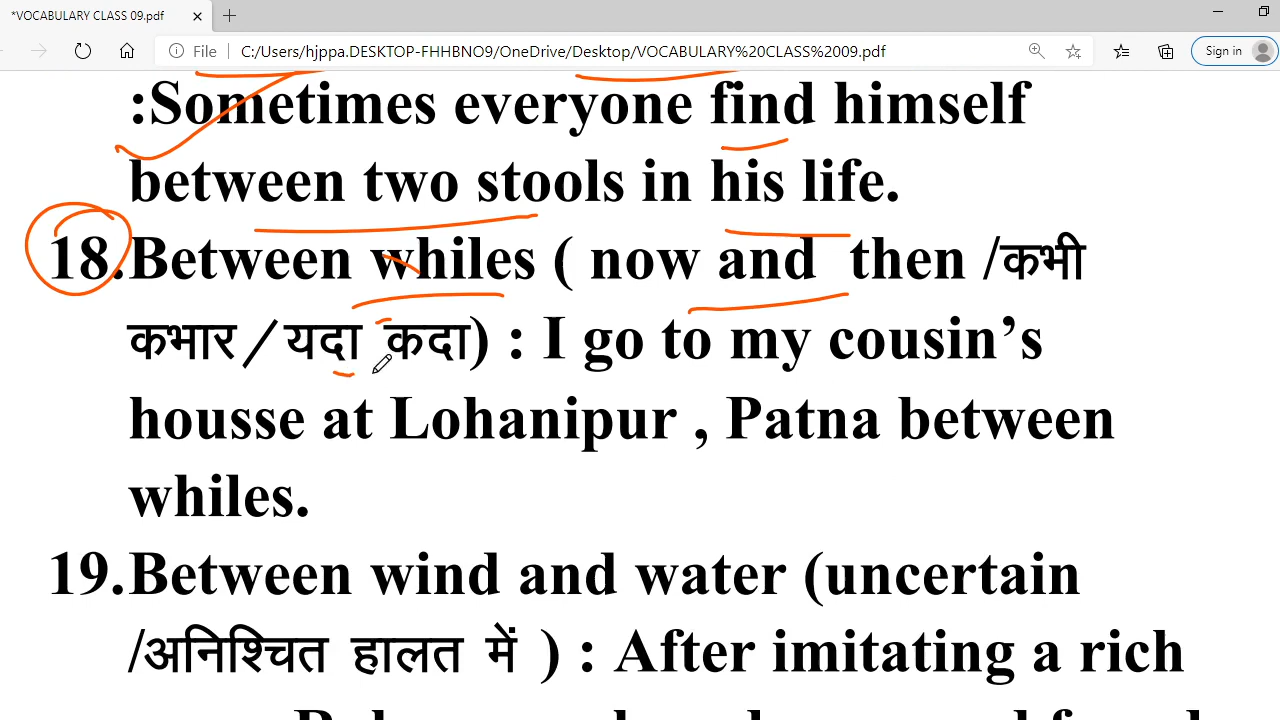 *VOCABULARY CLASS 09.pdf
File C:/Users/hjppa.DESKTOP-FHHBNO9/OneDrive/Desktop/VOCABULARY%20CLASS%2009.pdf Sign in
:Sometimes everyone find himself
between two stools in his life.
18.Between whiles ( now and then /कभी
कभार/यदा कदा) : I go to my cousin’s
housse at Lohanipur , Patna between
whiles.
19.Between wind and water (uncertain
/अनिश्चित हालत में ) : After imitating a rich